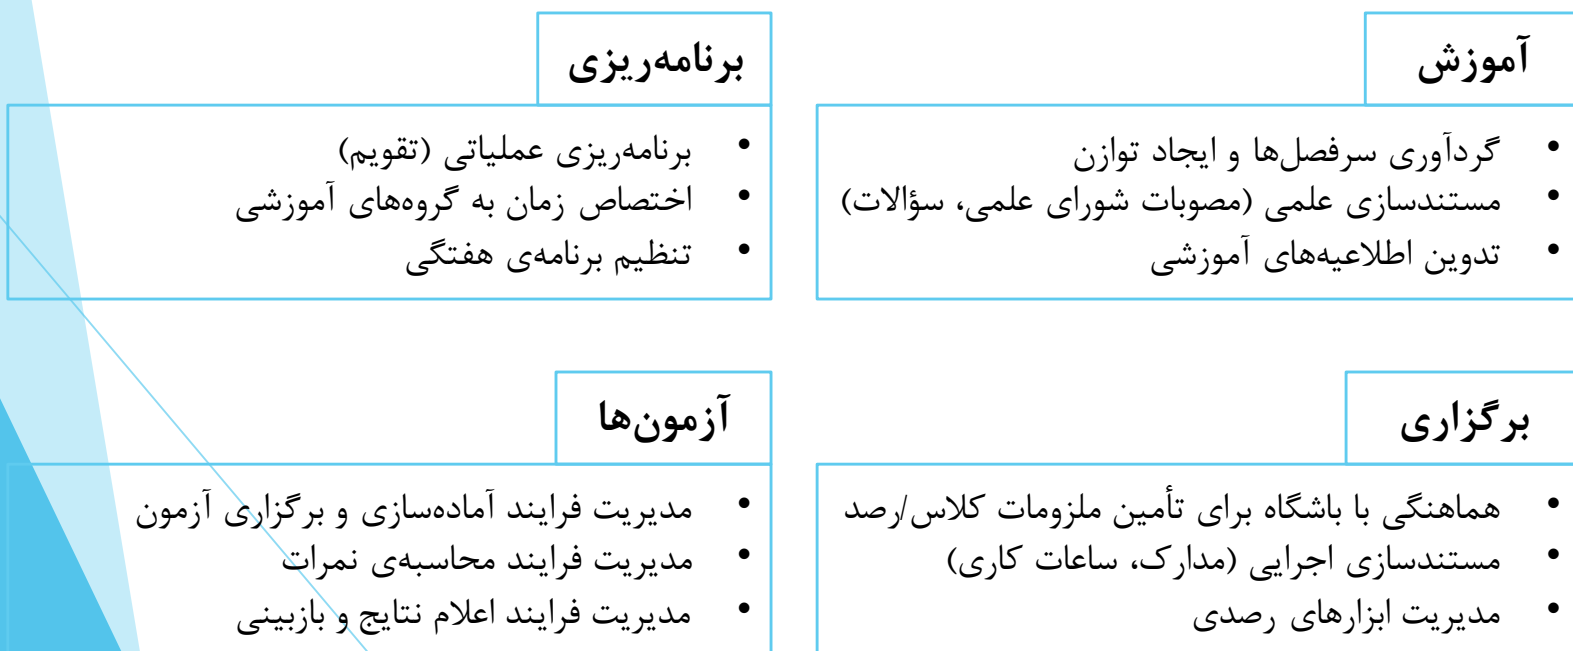 آموزش
• گردآوری سرفصل‌ها و ایجاد توازن
• مستندسازی علمی (مصوبات شورای علمی، سؤالات)
• تدوین اطلاعیه‌های آموزشی
برنامه‌ریزی
• برنامه‌ریزی عملیاتی (تقویم)
• اختصاص زمان به گروه‌های آموزشی
• تنظیم برنامه‌ی هفتگی
برگزاری
• هماهنگی با باشگاه برای تأمین ملزومات کلاس/رصد
• مستندسازی اجرایی (مدارک، ساعات کاری)
• مدیریت ابزارهای رصدی
آزمون‌ها
• مدیریت فرایند آماده‌سازی و برگزاری آزمون
• مدیریت فرایند محاسبه‌ی نمرات
• مدیریت فرایند اعلام نتایج و بازبینی